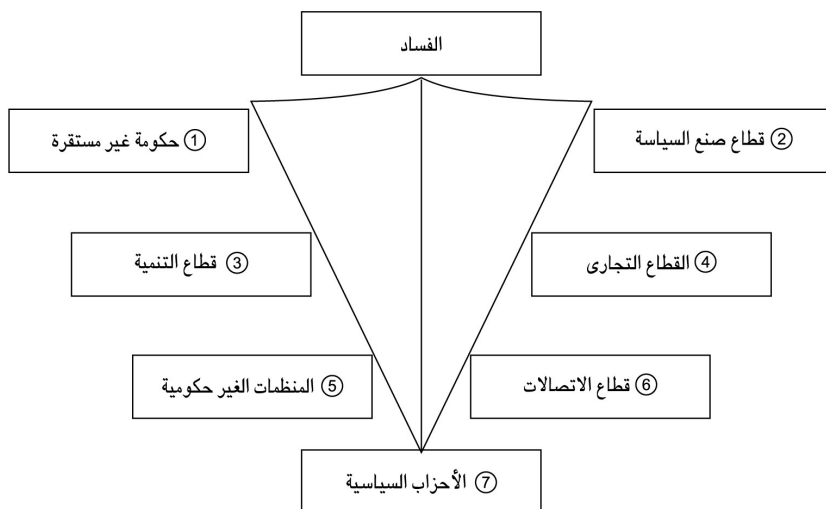 الفساد
① حكومة غير مستقرة
② قطاع صنع السياسة
③ قطاع التنمية
④ القطاع التجارى
⑤ المنظمات الغير حكومية
⑥ قطاع الاتصالات
⑦ الأحزاب السياسية